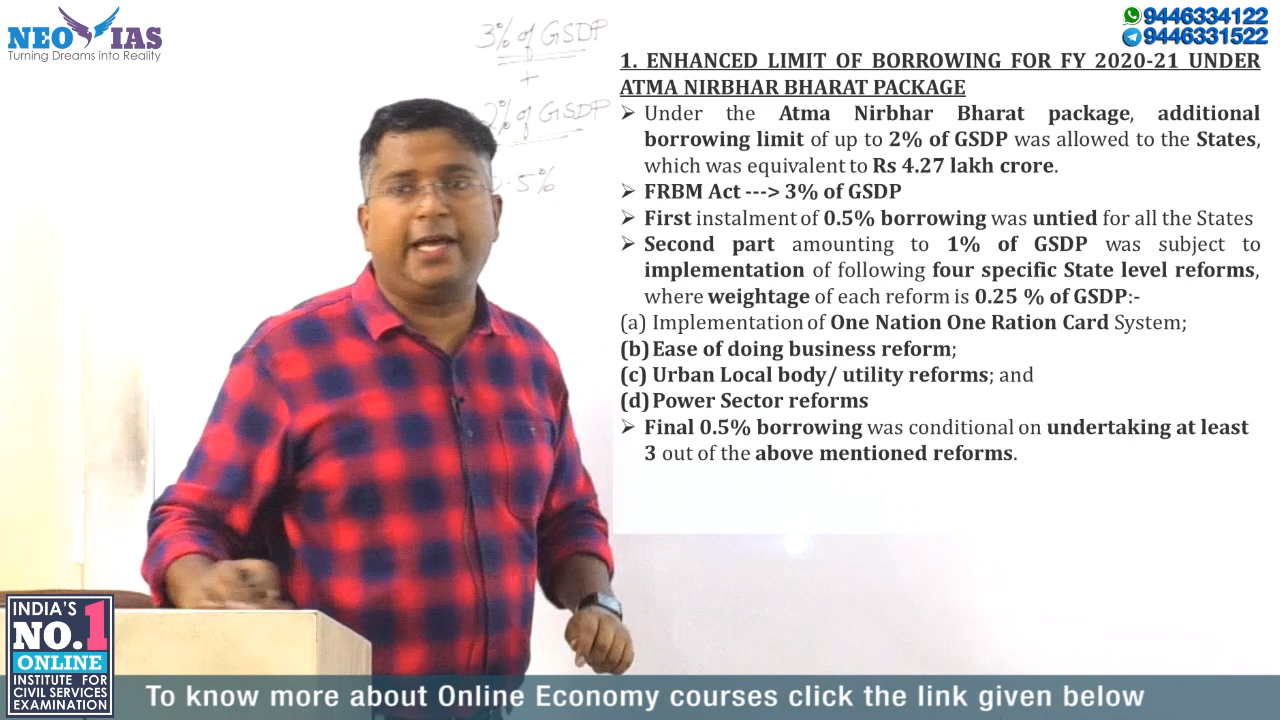 NEO IAS
Turning Dreams into Reality
3% of GSDP
+
2% of GSDP
0.5%
9446334122
9446331522
1. ENHANCED LIMIT OF BORROWING FOR FY 2020-21 UNDER
ATMA NIRBHAR BHARAT PACKAGE
➢ Under the Atma Nirbhar Bharat package, additional
borrowing limit of up to 2% of GSDP was allowed to the States,
which was equivalent to Rs 4.27 lakh crore.
➢ FRBM Act ---> 3% of GSDP
➢ First instalment of 0.5% borrowing was untied for all the States
➢ Second part amounting to 1% of GSDP was subject to
implementation of following four specific State level reforms,
where weightage of each reform is 0.25 % of GSDP:-
(a) Implementation of One Nation One Ration Card System;
(b) Ease of doing business reform;
(c) Urban Local body/ utility reforms; and
(d) Power Sector reforms
➢ Final 0.5% borrowing was conditional on undertaking at least
3 out of the above mentioned reforms.
INDIA'S
NO.1
ONLINE
INSTITUTE FOR
CIVIL SERVICES
EXAMINATION
To know more about Online Economy courses click the link given below